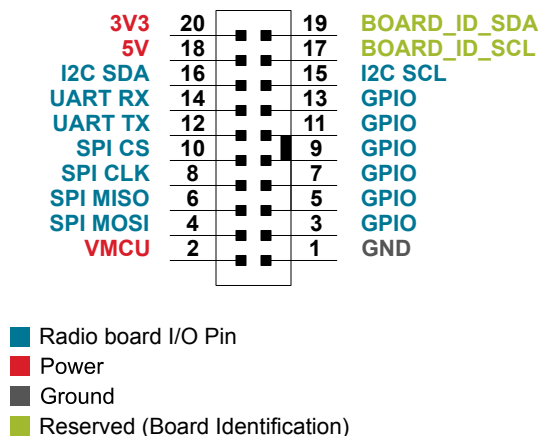 3V3 20 19 BOARD_ID_SDA
5V 18 17 BOARD_ID_SCL
I2C SDA 16 15 I2C SCL
UART RX 14 13 GPIO
UART TX 12 11 GPIO
SPI CS 10 9 GPIO
SPI CLK 8 7 GPIO
SPI MISO 6 5 GPIO
SPI MOSI 4 3 GPIO
VMCU 2 1 GND
Radio board I/O Pin
Power
Ground
Reserved (Board Identification)